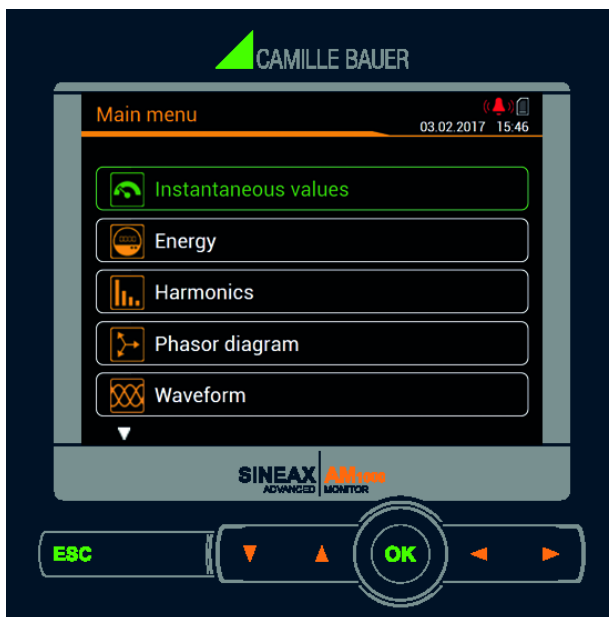 CAMILLE BAUER
Main menu
03.02.2017 15:46
Instantaneous values
Energy
Harmonics
Phasor diagram
Waveform
SINEAX AM1000
ADVANCED MONITOR
ESC
OK